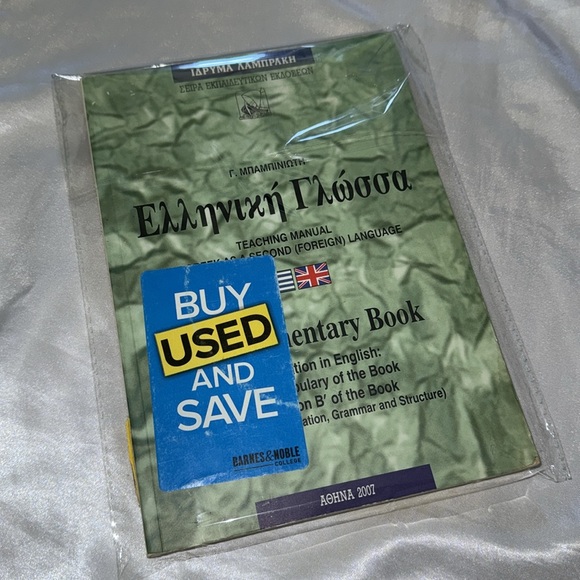 ΙΔΡΥΜΑ ΛΑΜΠΡΑΚΗ
ΣΕΙΡΑ ΕΚΠΑΙΔΕΥΤΙΚΩΝ ΕΚΔΟΣΕΩΝ
Γ. ΜΠΑΜΠΙΝΙΩΤΗ
Ελληνική Γλώσσα
TEACHING MANUAL
AS A SECOND (FOREIGN) LANGUAGE
mentary Book
tion in English:
bulary of the Book
on B' of the Book
ation, Grammar and Structure)
BUY
USED
AND
SAVE
BARNES&NOBLE
COLLEGE
ΑΘΗΝΑ 2007